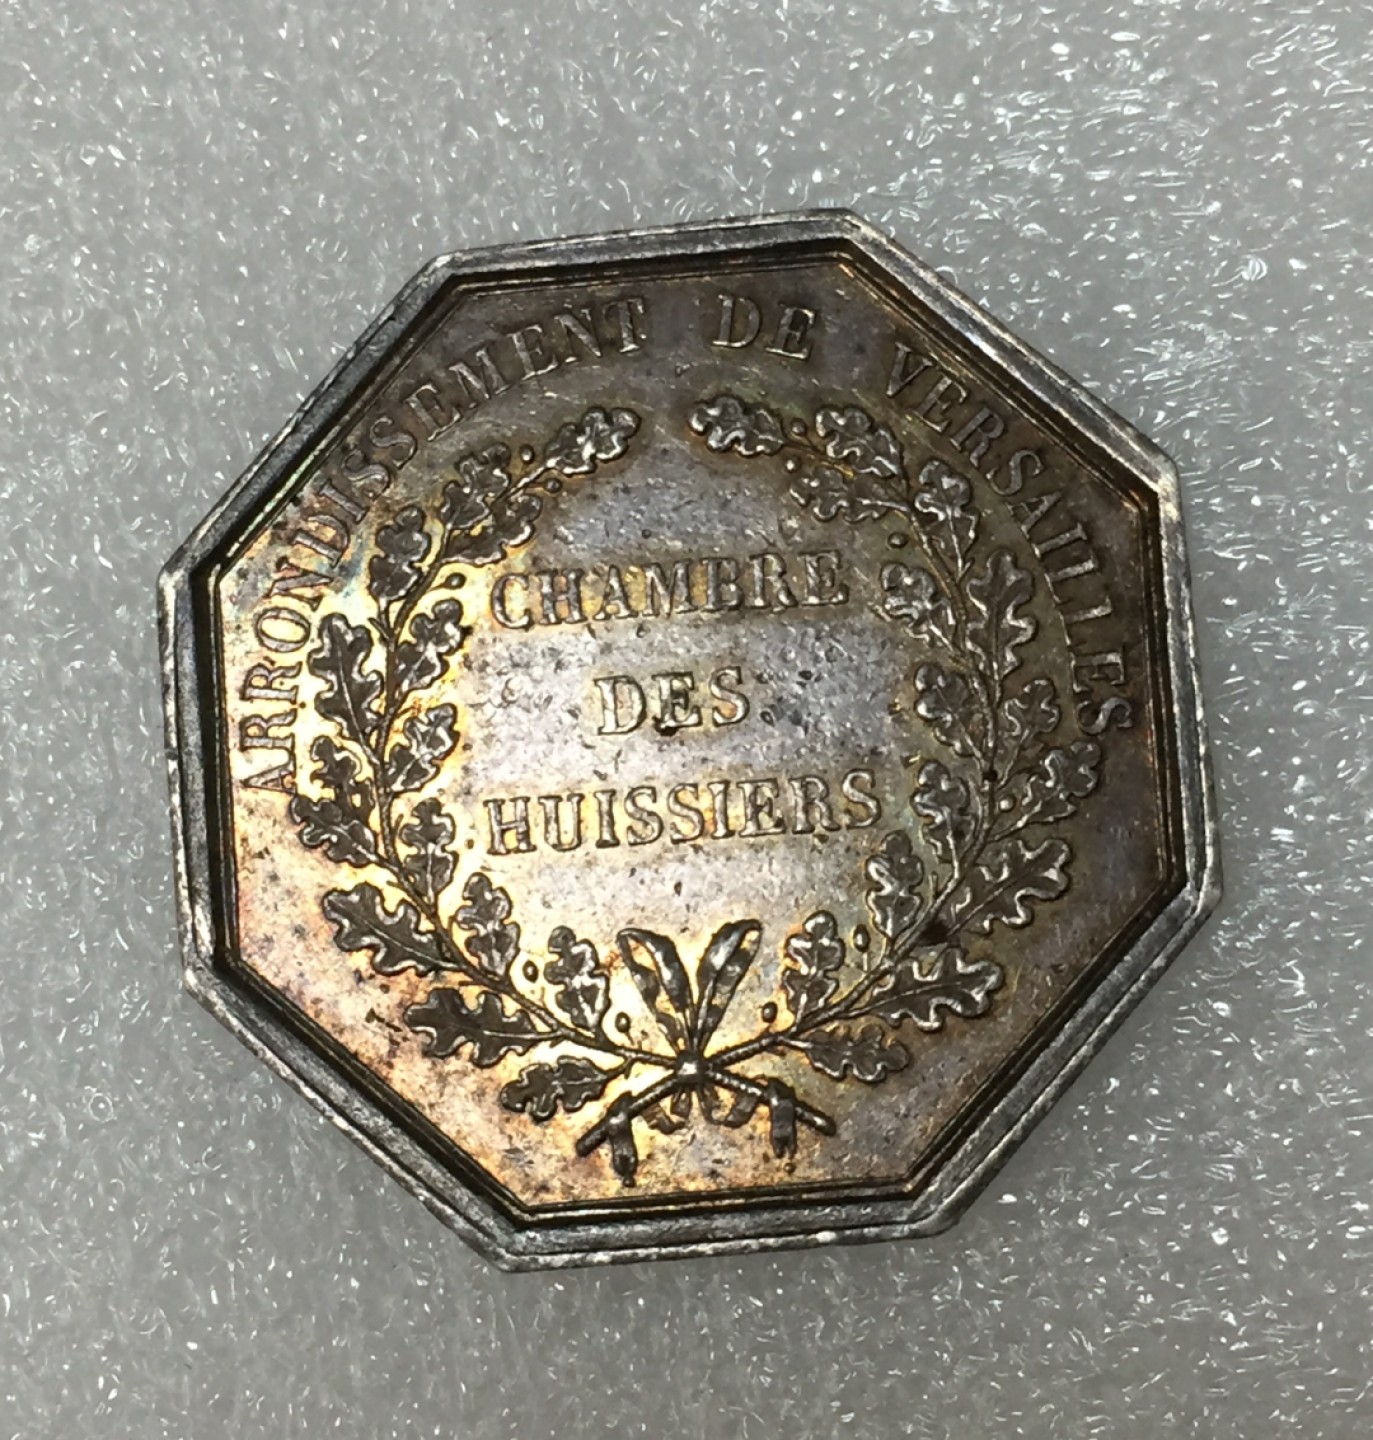 ARRONDISSEMENT DE VERSAILLES
CHAMBRE
DES
HUISSIERS